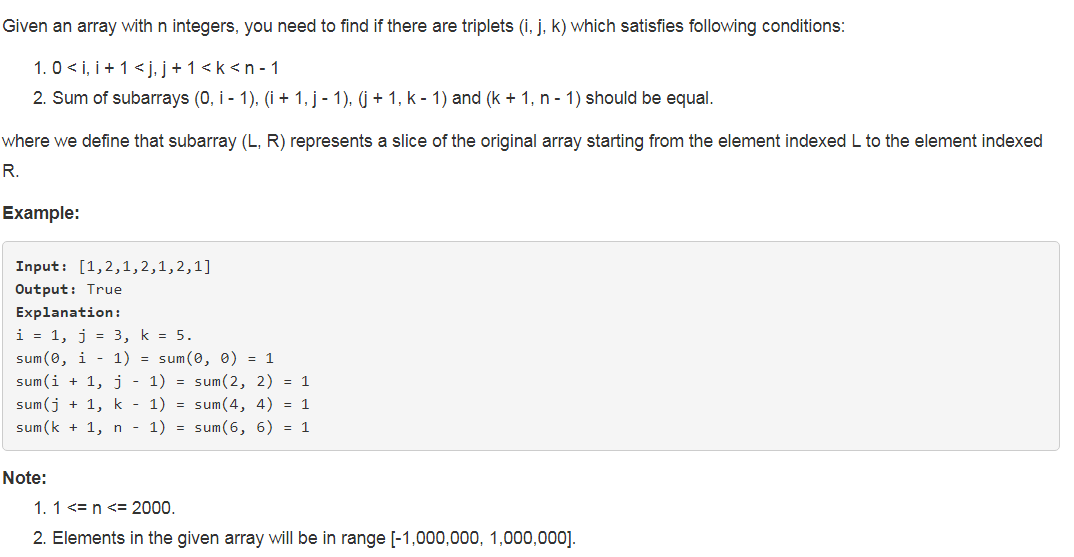 Given an array with n integers, you need to find if there are triplets (i, j, k) which satisfies following conditions:
1. 0 < i, i + 1 < j, j + 1 < k < n - 1
2. Sum of subarrays (0, i - 1), (i + 1, j - 1), (j + 1, k - 1) and (k + 1, n - 1) should be equal.
where we define that subarray (L, R) represents a slice of the original array starting from the element indexed L to the element indexed
R.
Example:
Input: [1,2,1,2,1,2,1]
Output: True
Explanation:
i = 1, j = 3, k = 5.
sum(0, i - 1) = sum(0, 0) = 1
sum(i + 1, j - 1) = sum(2, 2) = 1
sum(j + 1, k - 1) = sum(4, 4) = 1
sum(k + 1, n - 1) = sum(6, 6) = 1
Note:
1. 1 <= n <= 2000.
2. Elements in the given array will be in range [-1,000,000, 1,000,000].